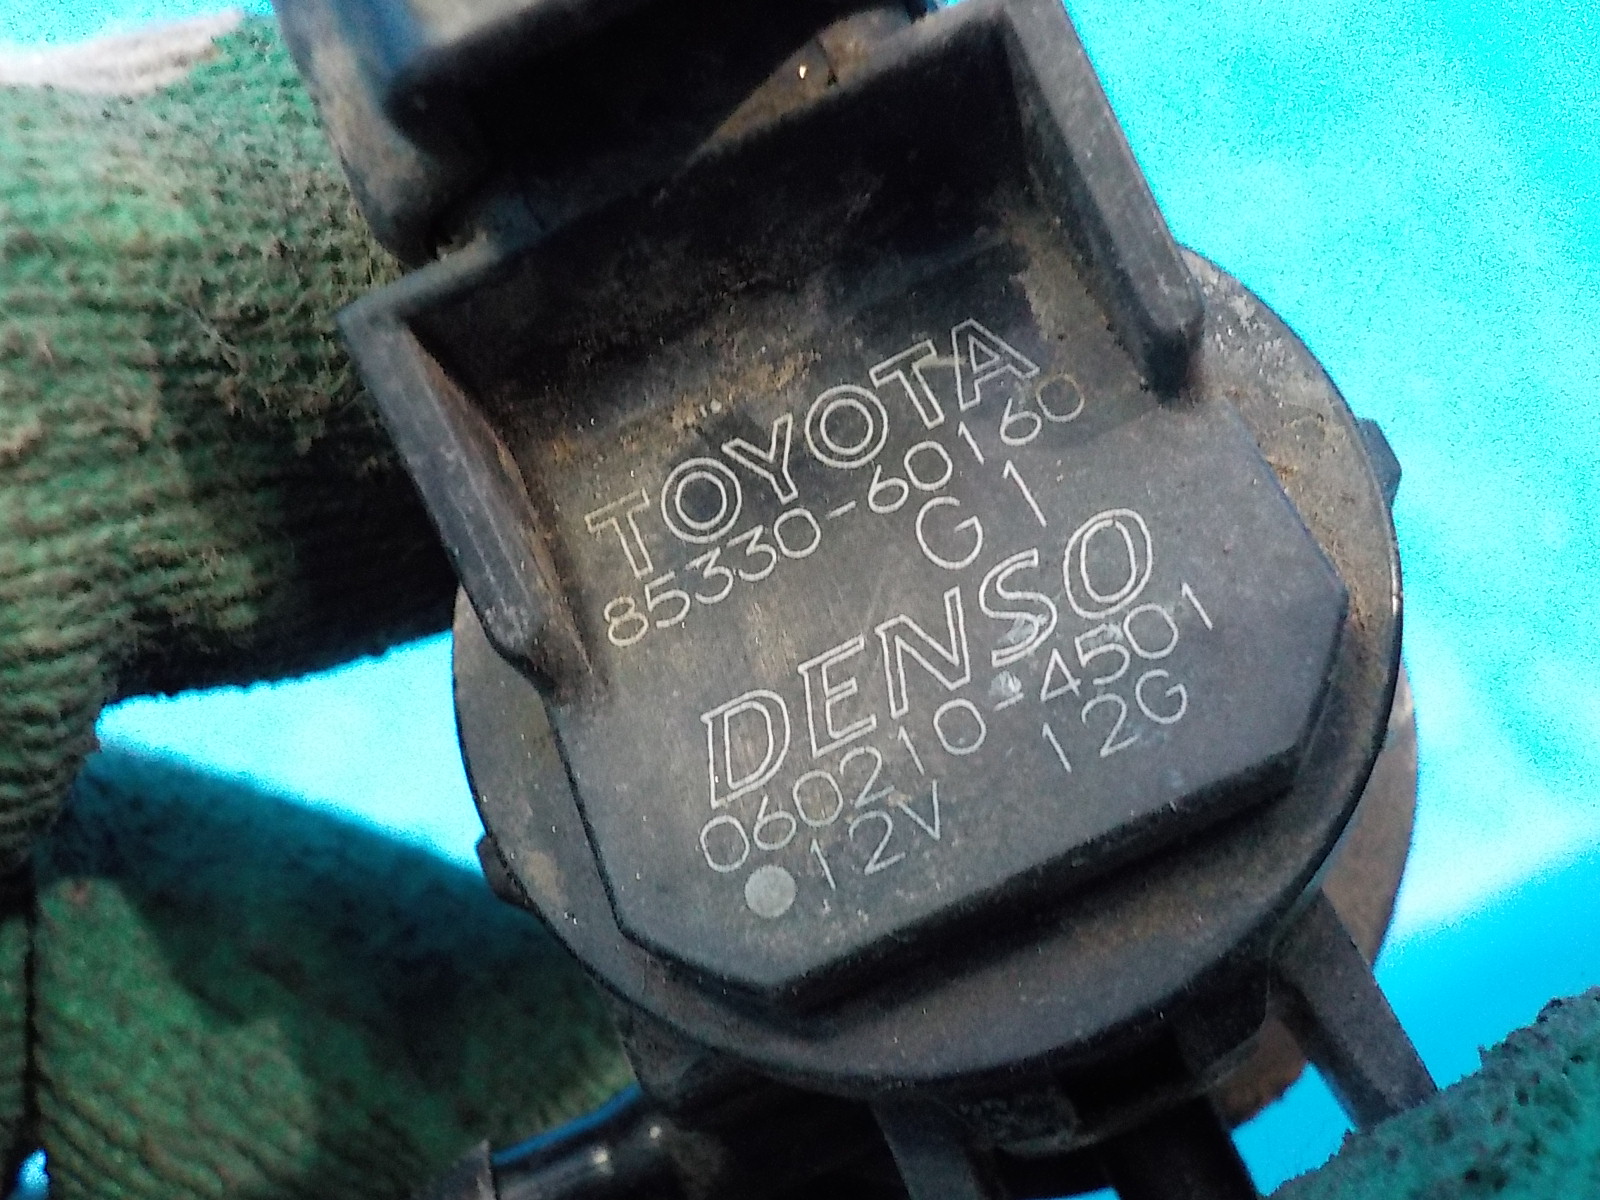 TOYOTA
85330-60160
G1
DENSO
060210-4501
12V 12G